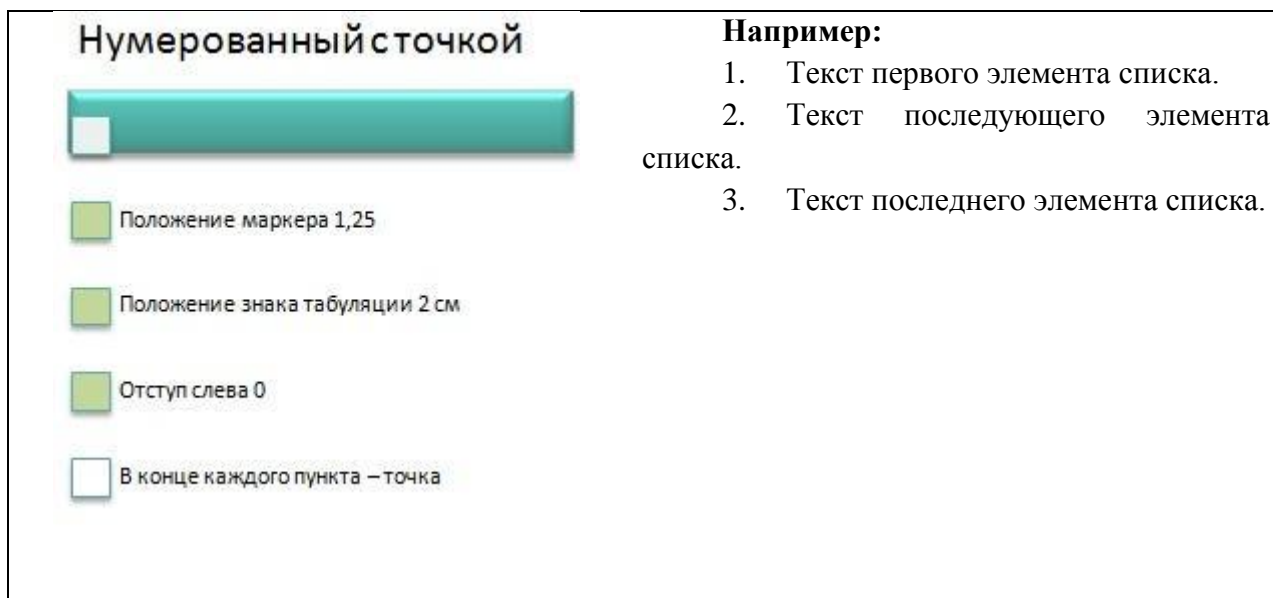 Нумерованный с точкой
Положение маркера 1,25
Положение знака табуляции 2 см
Отступ слева 0
В конце каждого пункта – точка
Например:
1. Текст первого элемента списка.
2. Текст последующего элемента
списка.
3. Текст последнего элемента списка.